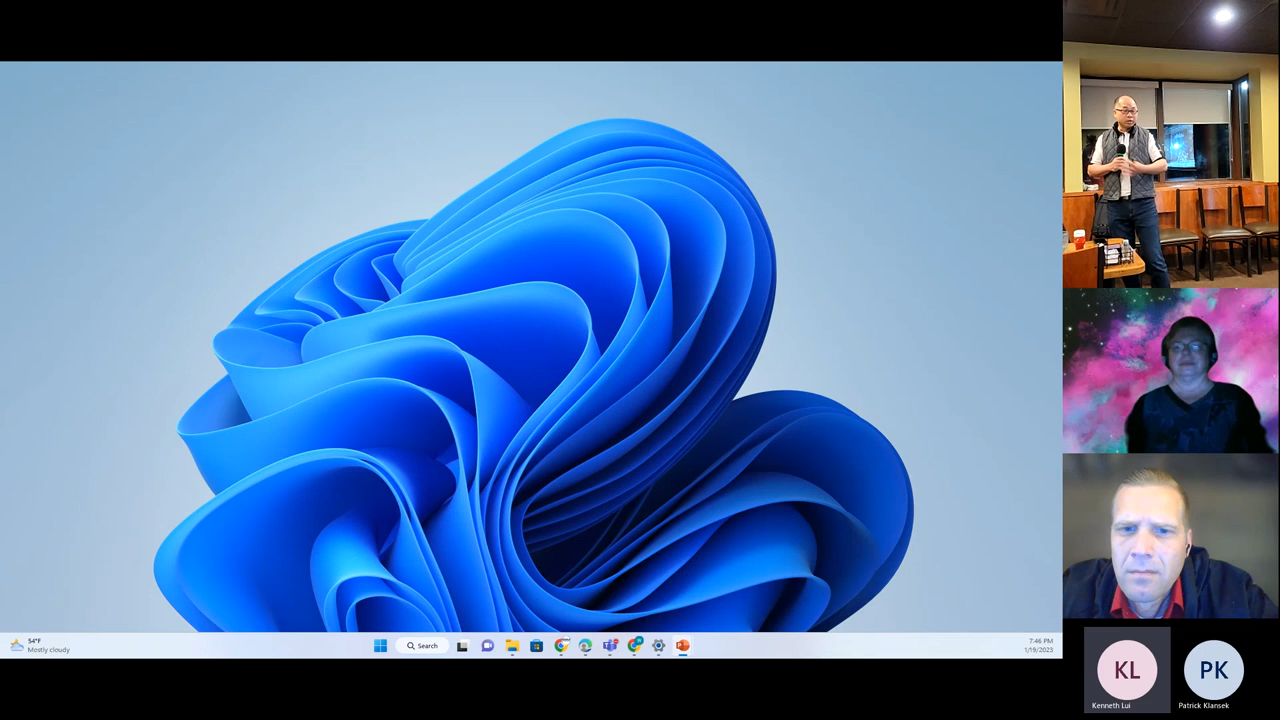 54°F
Mostly cloudy
Search
7:46 PM
1/19/2023
KL
Kenneth Lui
PK
Patrick Klansek